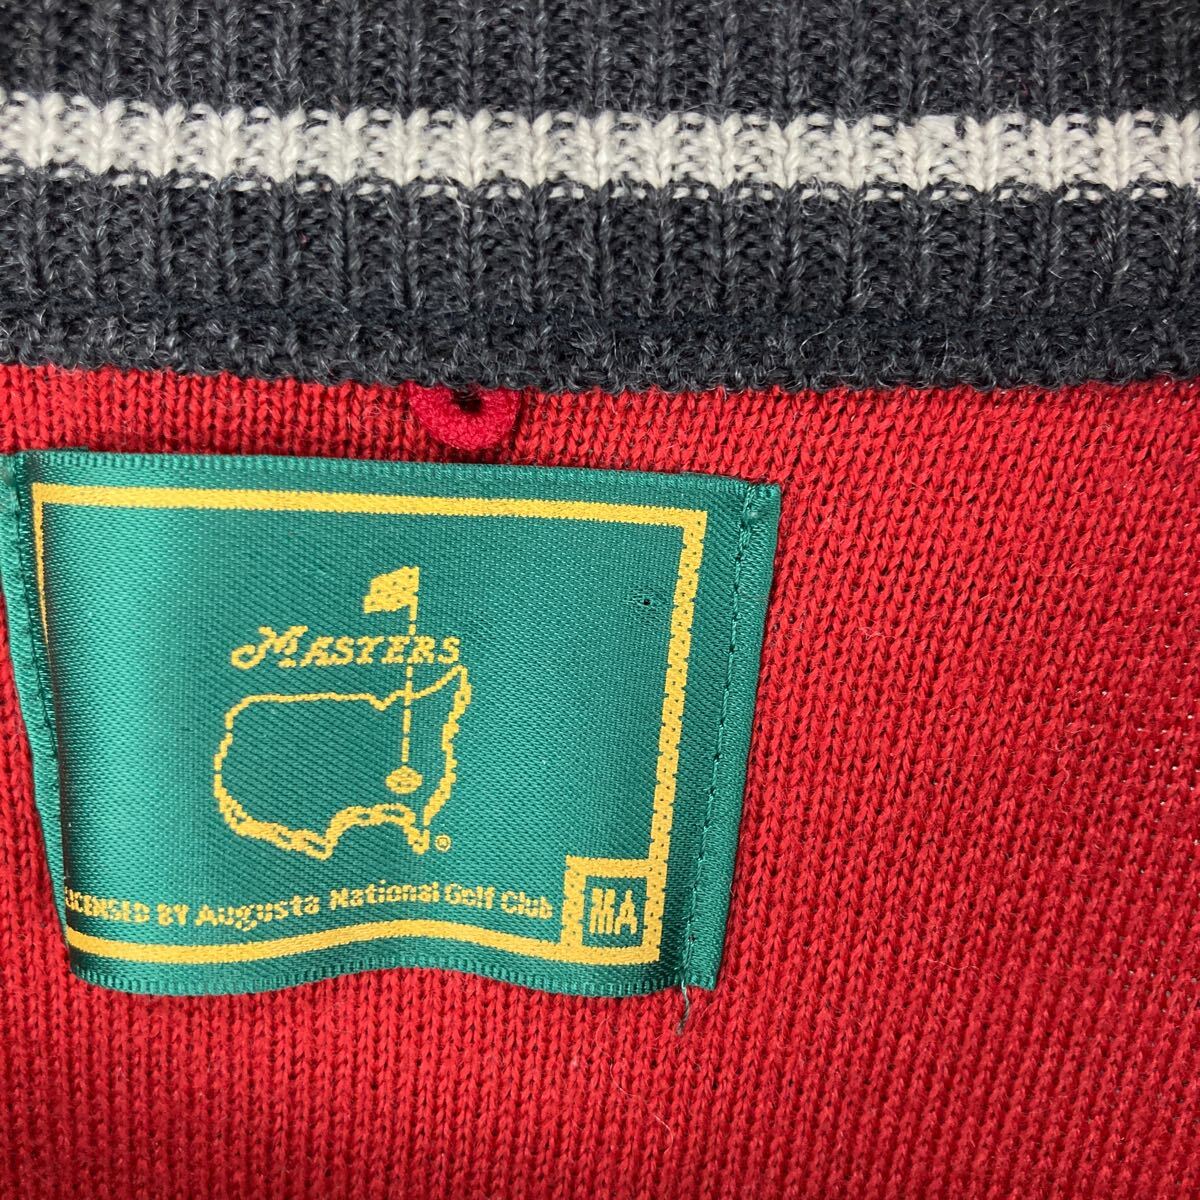 MASTERS
®
LICENSED BY Augusta National Golf Club
MA